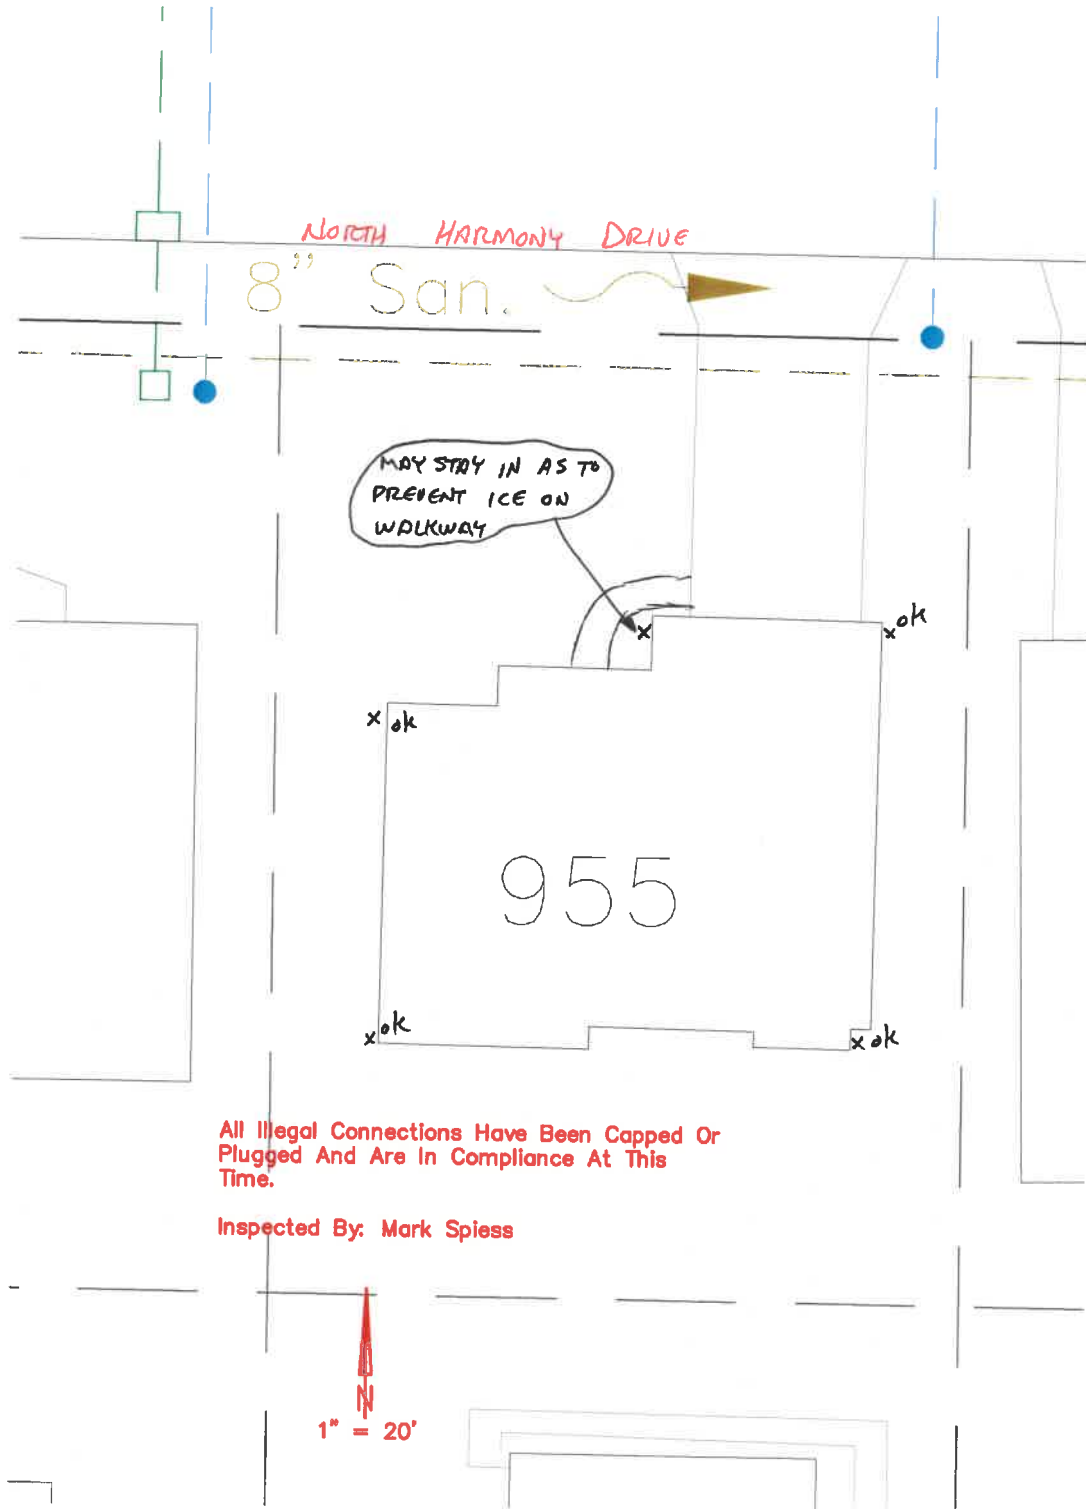 NORTH HARMONY DRIVE
8" San.
MAY STAY IN AS TO
PREVENT ICE ON
WALKWAY
x
x ok
x ok
955
x ok
x ok
All Illegal Connections Have Been Capped Or
Plugged And Are In Compliance At This
Time.
Inspected By: Mark Spiess
N
1" = 20'